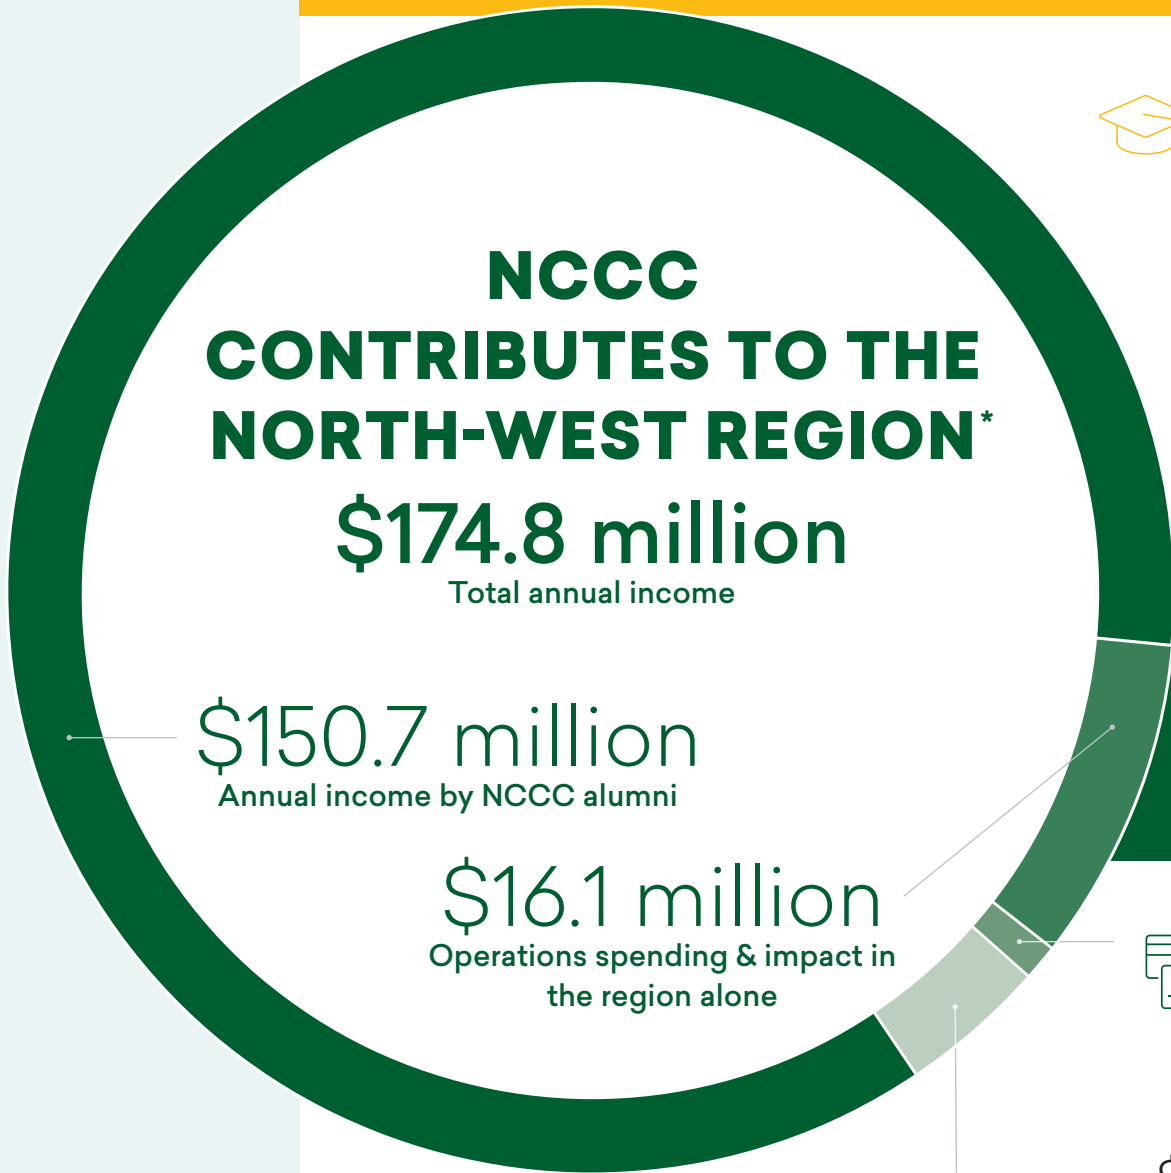 NCCC
CONTRIBUTES TO THE
NORTH-WEST REGION*
$174.8 million
Total annual income
$150.7 million
Annual income by NCCC alumni
$16.1 million
Operations spending & impact in
the region alone